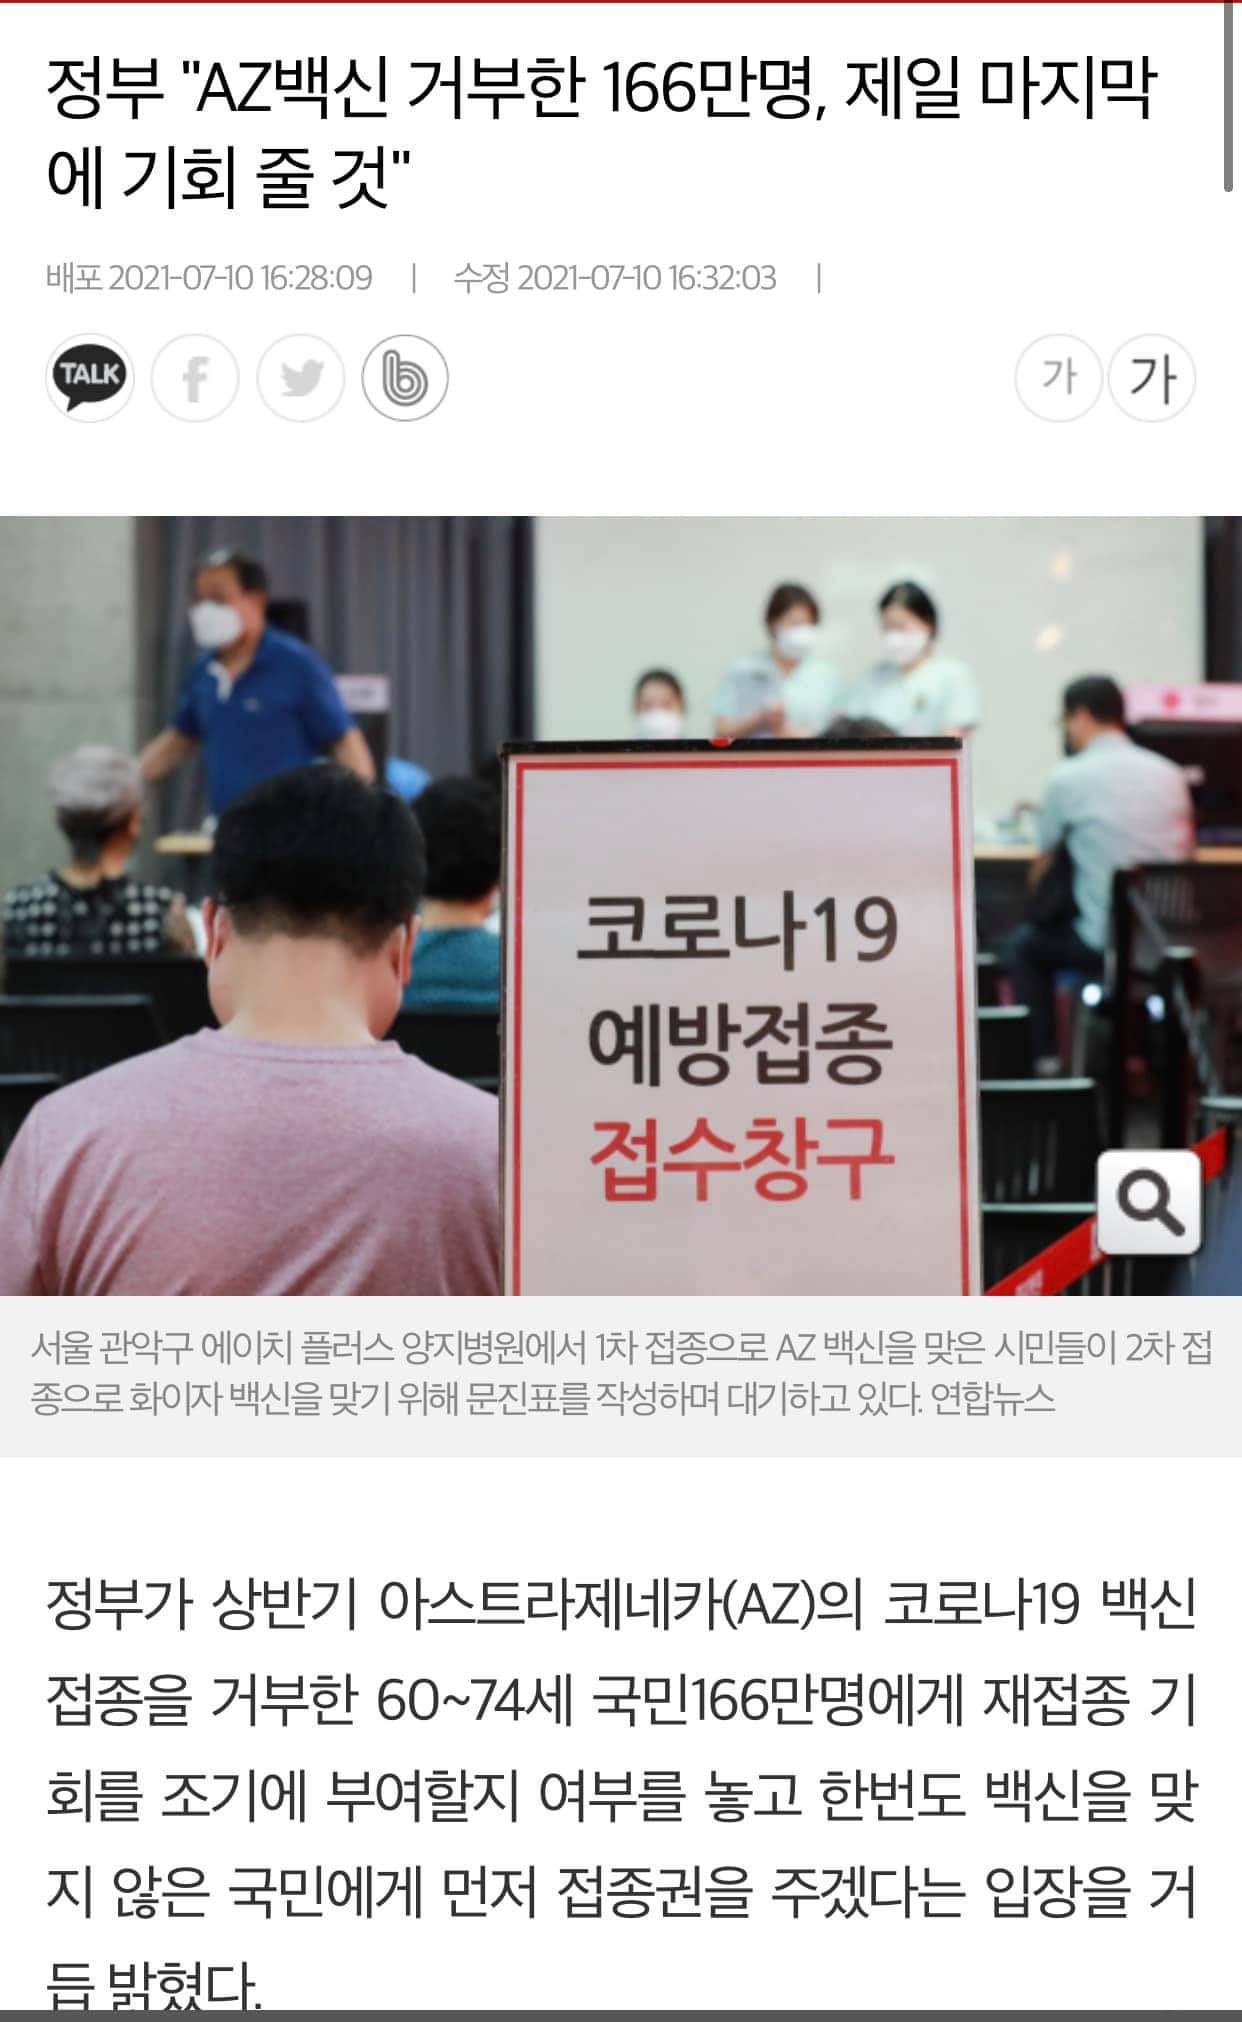 정부 "AZ백신 거부한 166만명, 제일 마지막
에 기회 줄 것"
배포 2021-07-10 16:28:09 | 수정 2021-07-10 16:32:03 |
TALK
가 가
코로나19
예방접종
접수창구
서울 관악구 에이치 플러스 양지병원에서 1차 접종으로 AZ 백신을 맞은 시민들이 2차 접
종으로 화이자 백신을 맞기 위해 문진표를 작성하며 대기하고 있다. 연합뉴스
정부가 상반기 아스트라제네카(AZ)의 코로나19 백신
접종을 거부한 60~74세 국민166만명에게 재접종 기
회를 조기에 부여할지 여부를 놓고 한번도 백신을 맞
지 않은 국민에게 먼저 접종권을 주겠다는 입장을 거
듭 밝혔다.